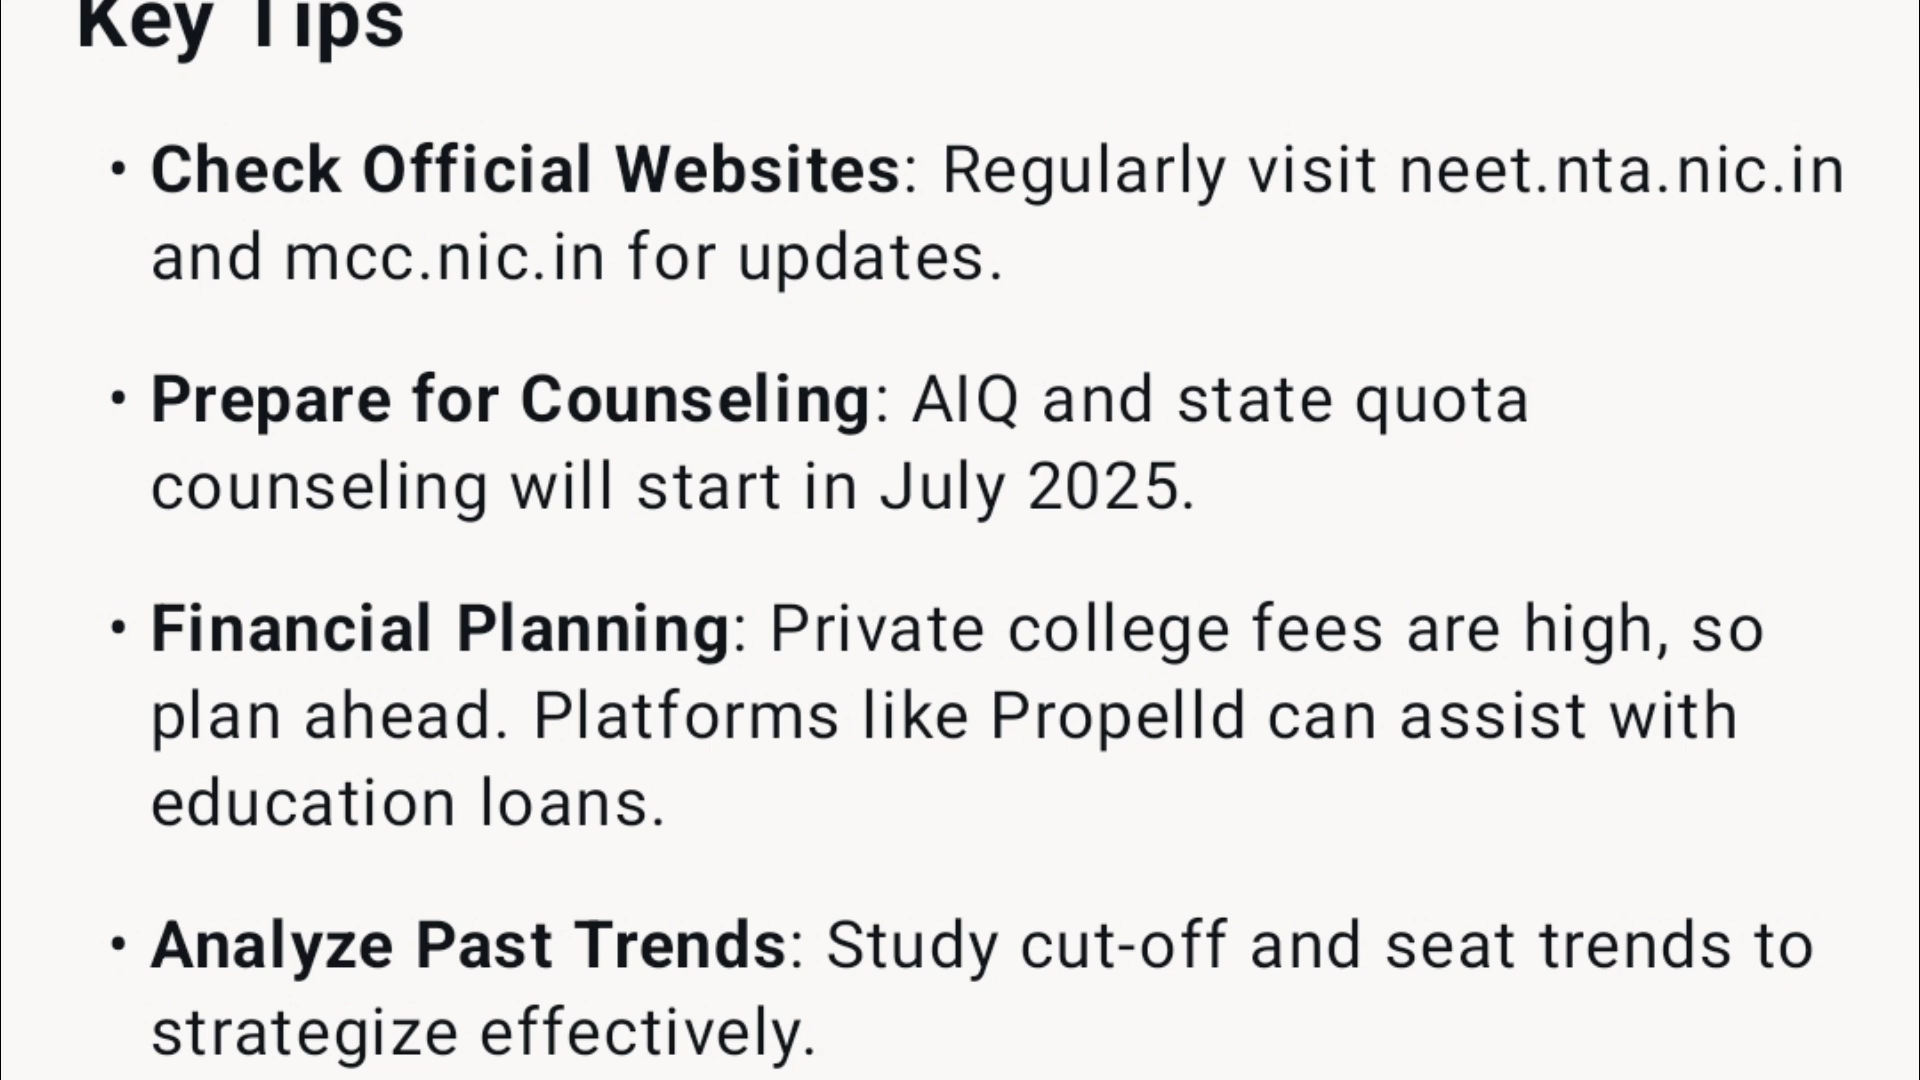 Key Tips
• Check Official Websites: Regularly visit neet.nta.nic.in
and mcc.nic.in for updates.
• Prepare for Counseling: AIQ and state quota
counseling will start in July 2025.
• Financial Planning: Private college fees are high, so
plan ahead. Platforms like Propelld can assist with
education loans.
• Analyze Past Trends: Study cut-off and seat trends to
strategize effectively.